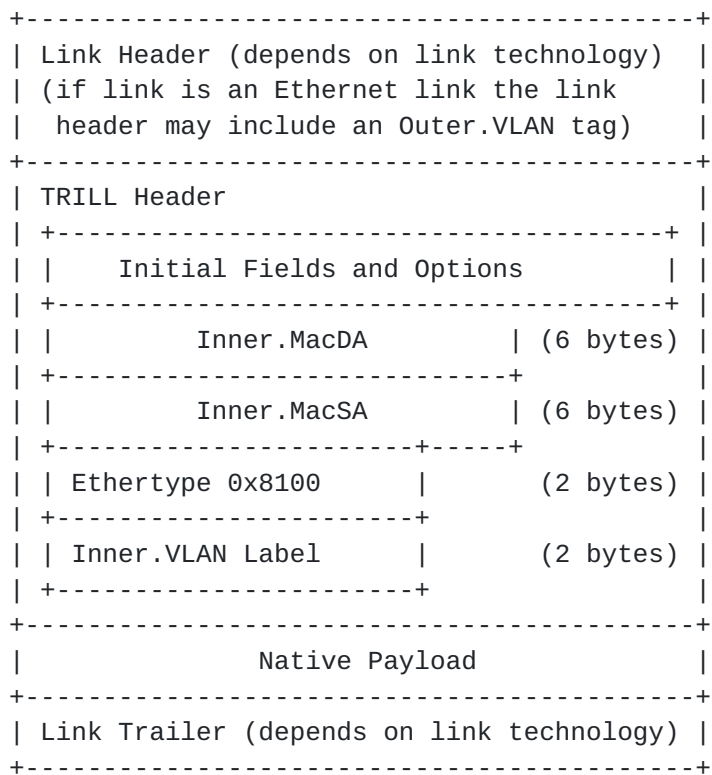 Link Header (depends on link technology)
(if link is an Ethernet link the link
header may include an Outer.VLAN tag)
TRILL Header
Initial Fields and Options
Inner.MacDA (6 bytes)
Inner.MacSA (6 bytes)
Ethertype 0x8100 (2 bytes)
Inner.VLAN Label (2 bytes)
Native Payload
Link Trailer (depends on link technology)